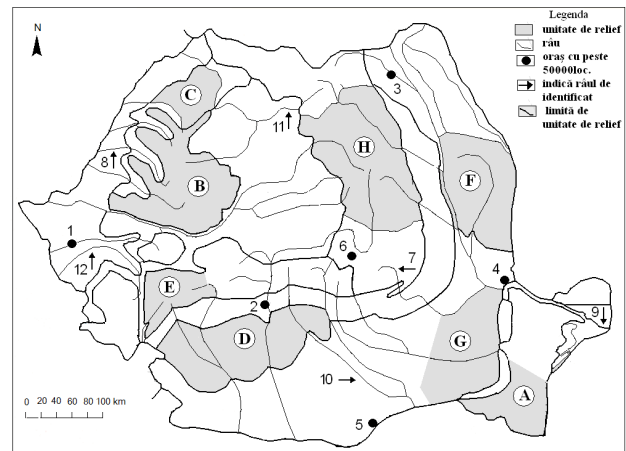 Legenda
unitate de relief
râu
oraș cu peste
50000loc.
indică râul de
identificat
limită de
unitate de relief
N
3
C
11
H
8
B
F
1
6
7
4
12
E
2
9
D
G
10
A
5
0 20 40 60 80 100 km